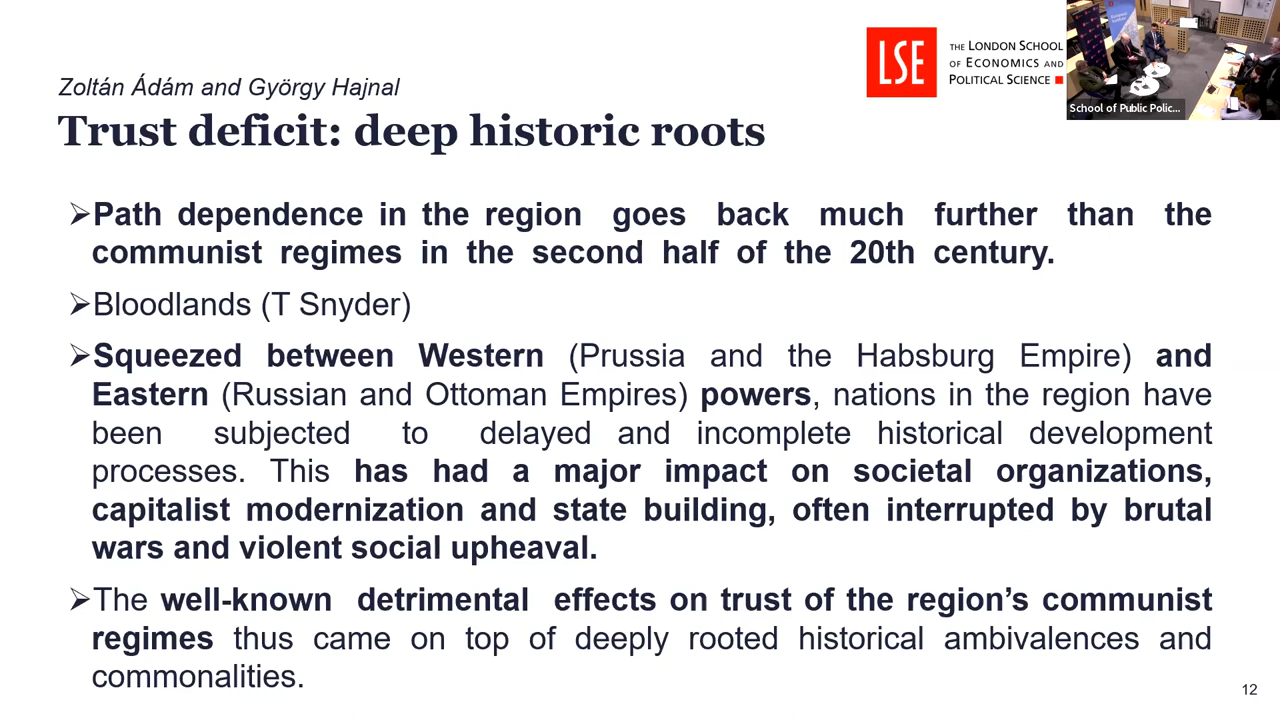 Zoltán Ádám and György Hajnal
Trust deficit: deep historic roots
LSE
THE LONDON SCHOOL
OF ECONOMICS AND
POLITICAL SCIENCE
School of Public Polic...
➢Path dependence in the region goes back much further than the
communist regimes in the second half of the 20th century.
➢Bloodlands (T Snyder)
➢Squeezed between Western (Prussia and the Habsburg Empire) and
Eastern (Russian and Ottoman Empires) powers, nations in the region have
been subjected to delayed and incomplete historical development
processes. This has had a major impact on societal organizations,
capitalist modernization and state building, often interrupted by brutal
wars and violent social upheaval.
➢The well-known detrimental effects on trust of the region’s communist
regimes thus came on top of deeply rooted historical ambivalences and
commonalities.
12